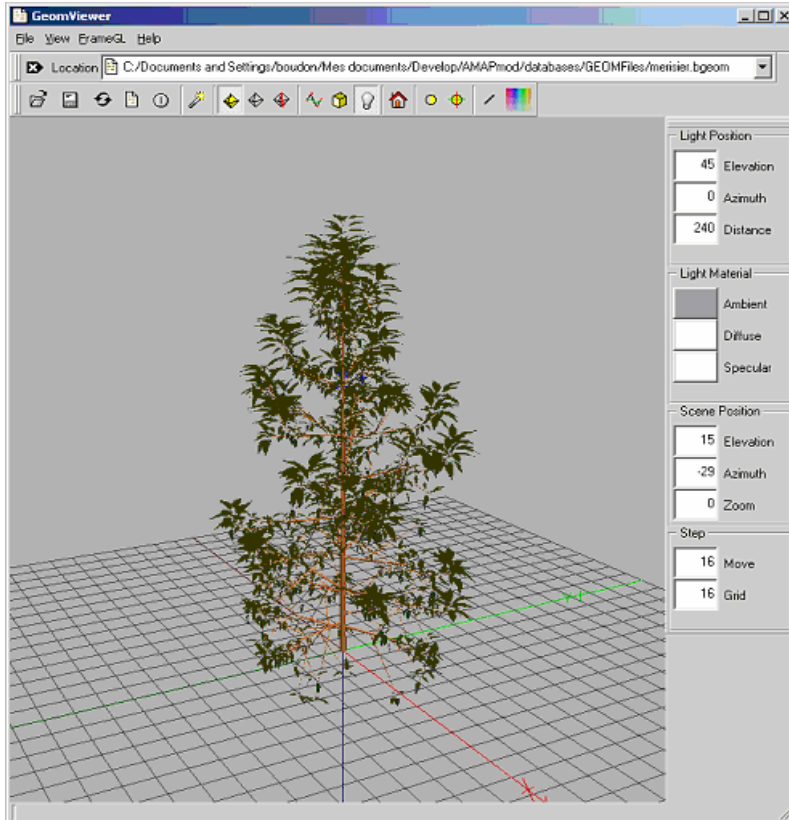 GeomViewer
File View FrameGL Help
Location C:/Documents and Settings/boudon/Mes documents/Develop/AMAPmod/databases/GEOMFiles/merisier.bgeom
Light Position
45 Elevation
0 Azimuth
240 Distance
Light Material
Ambient
Diffuse
Specular
Scene Position
15 Elevation
-29 Azimuth
0 Zoom
Step
16 Move
16 Grid
Y
X